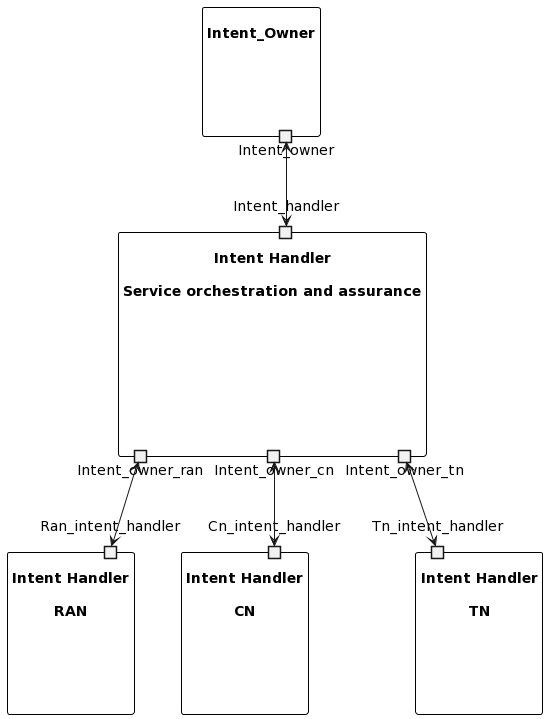 Intent_Owner
Intent_owner
Intent_handler
Intent Handler
Service orchestration and assurance
Intent_owner_ran
Intent_owner_cn
Intent_owner_tn
Ran_intent_handler
Cn_intent_handler
Tn_intent_handler
Intent Handler
RAN
Intent Handler
CN
Intent Handler
TN